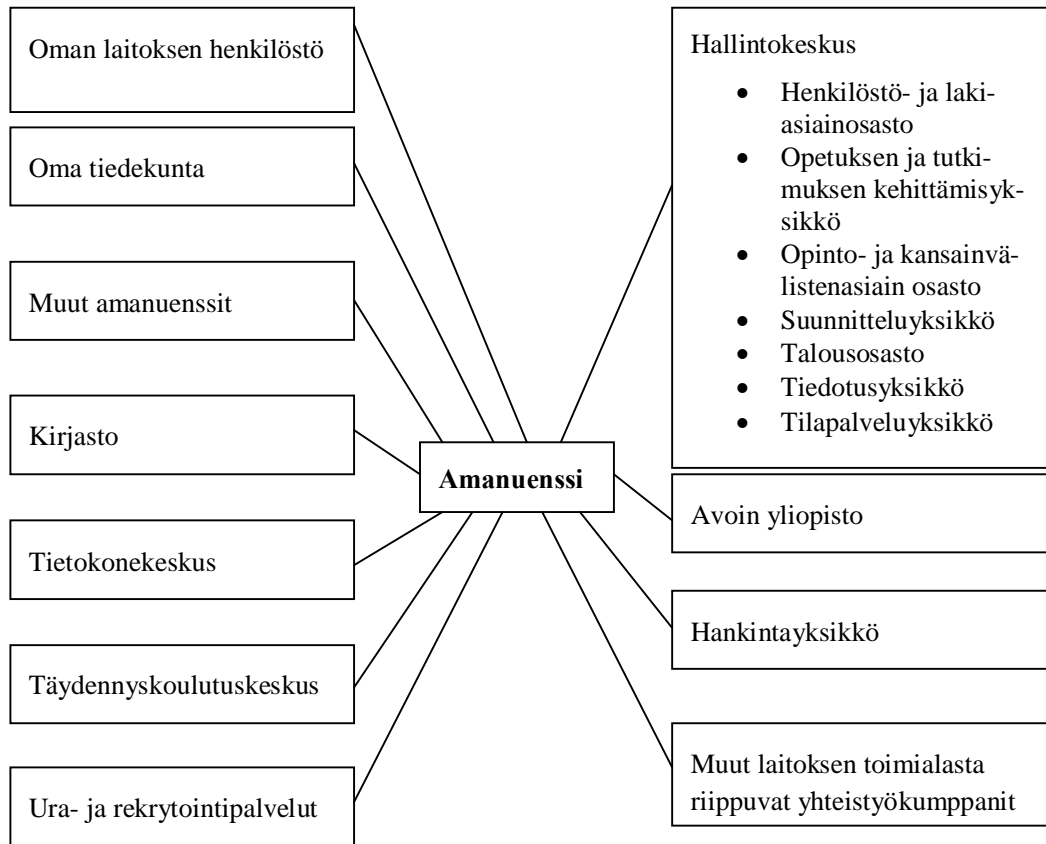 Oman laitoksen henkilöstö
Oma tiedekunta
Muut amanuenssit
Kirjasto
Tietokonekeskus
Täydennyskoulutuskeskus
Ura- ja rekrytointipalvelut
Amanuenssi
Hallintokeskus
• Henkilöstö- ja laki-
asiainosasto
• Opetuksen ja tutki-
muksen kehittämisyk-
sikkö
• Opinto- ja kansainvä-
listenasiain osasto
• Suunnitteluyksikkö
• Talousosasto
• Tiedotusyksikkö
• Tilapalveluyksikkö
Avoin yliopisto
Hankintayksikkö
Muut laitoksen toimialasta
riippuvat yhteistyökumppanit